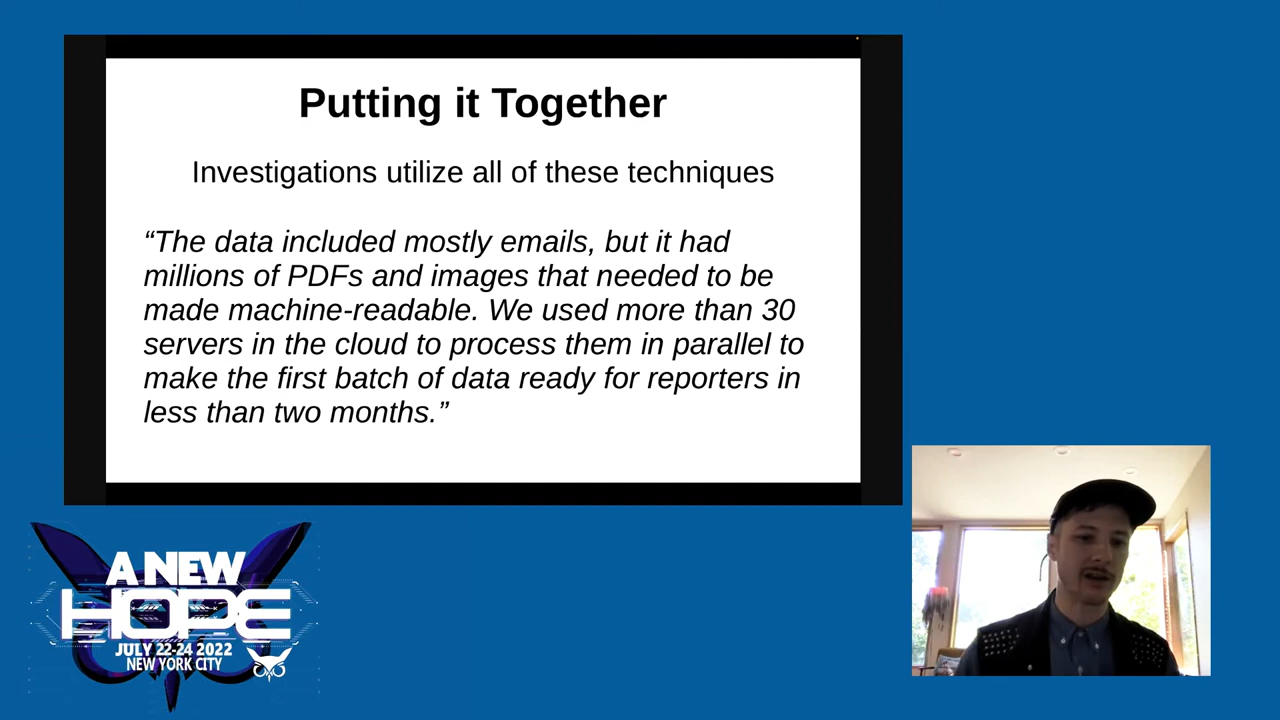 Putting it Together
Investigations utilize all of these techniques
“The data included mostly emails, but it had
millions of PDFs and images that needed to be
made machine-readable. We used more than 30
servers in the cloud to process them in parallel to
make the first batch of data ready for reporters in
less than two months.”
A NEW
HOPE
JULY 22-24 2022
NEW YORK CITY